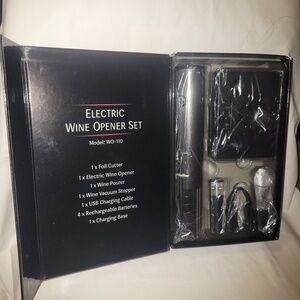 ELECTRIC
WINE OPENER SET
Model: WO-110
1 x Foil Cutter
1 x Electric Wine Opener
1 x Wine Pourer
1 x Wine Vacuum Stopper
1 x USB Charging Cable
4 x Rechargeable Batteries
1 x Charging Base